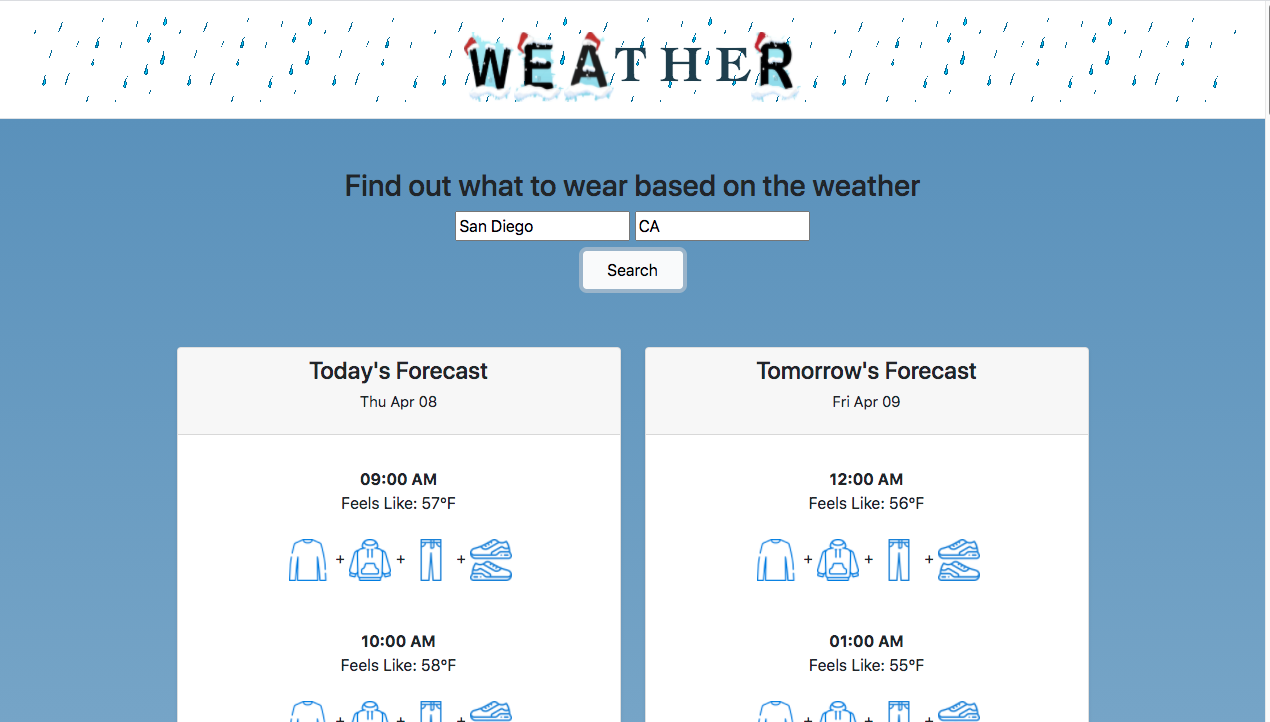 WEATHER
Find out what to wear based on the weather
San Diego CA
Search
Today's Forecast
Thu Apr 08
09:00 AM
Feels Like: 57°F
+ + +
10:00 AM
Feels Like: 58°F
+ + +
Tomorrow's Forecast
Fri Apr 09
12:00 AM
Feels Like: 56°F
+ + +
01:00 AM
Feels Like: 55°F
+ + +